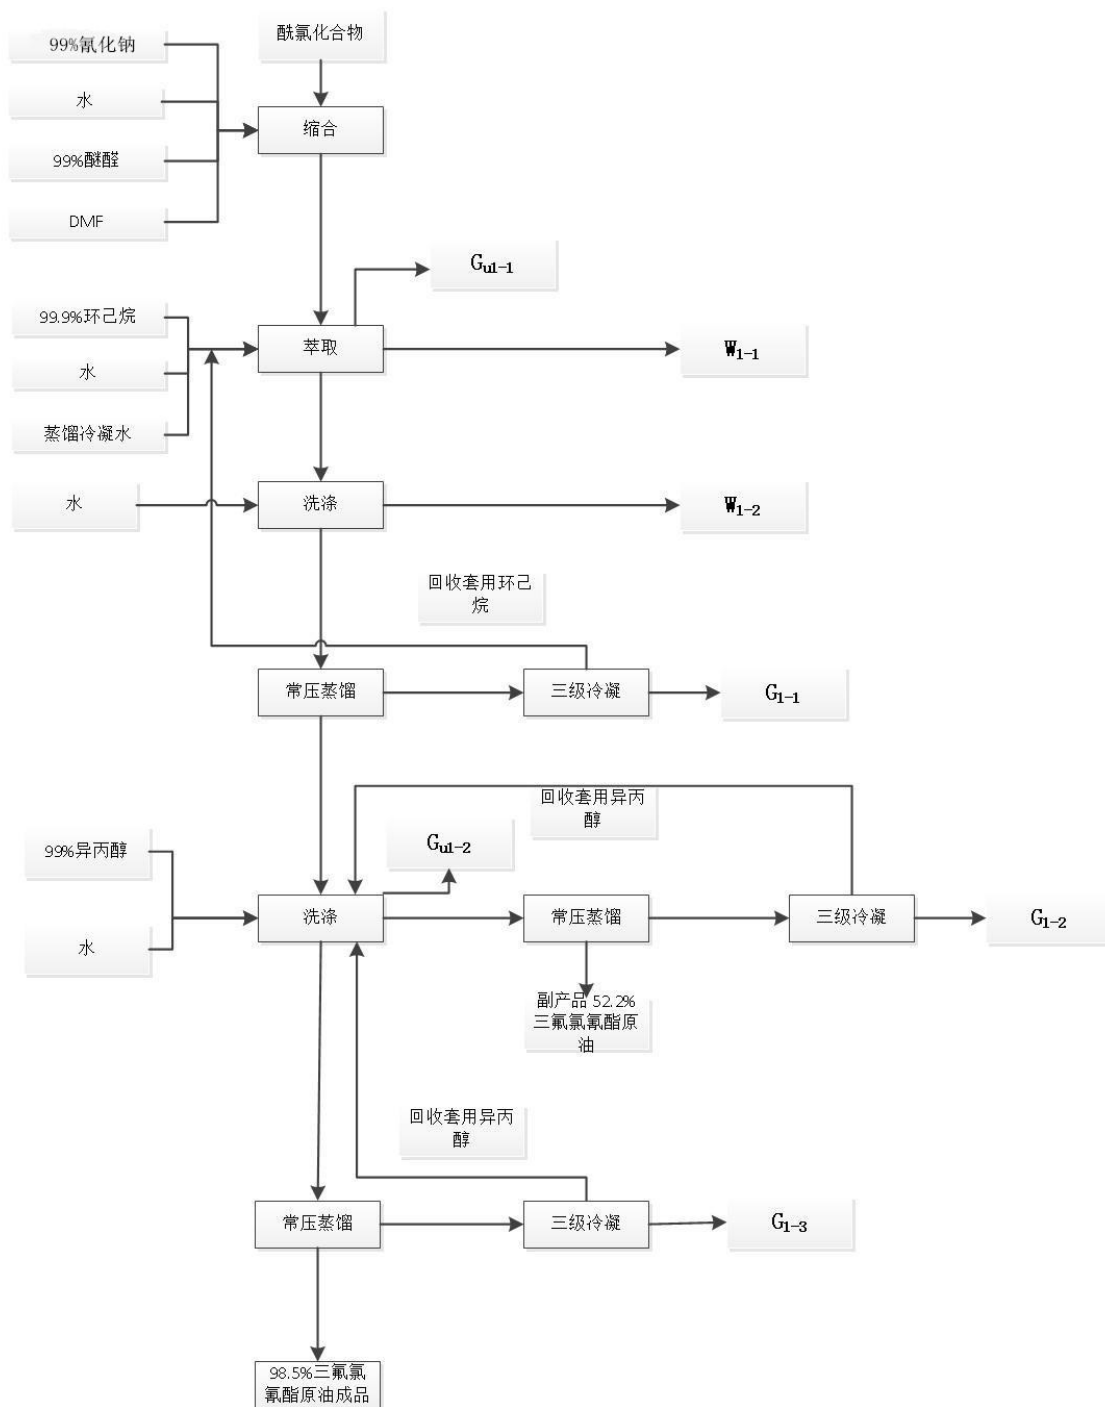 酰氯化合物
99%氰化钠
水
缩合
99%醚醛
DMF
Gu1-1
99.9%环己烷
萃取
W1-1
水
蒸馏冷凝水
水
洗涤
W1-2
回收套用环己
烷
常压蒸馏
三级冷凝
G1-1
回收套用异丙
醇
99%异丙醇
Gu1-2
洗涤
常压蒸馏
三级冷凝
G1-2
水
副产品 52.2%
三氟氯氰酯原
油
回收套用异丙
醇
常压蒸馏
三级冷凝
G1-3
98.5%三氟氯
氰酯原油成品